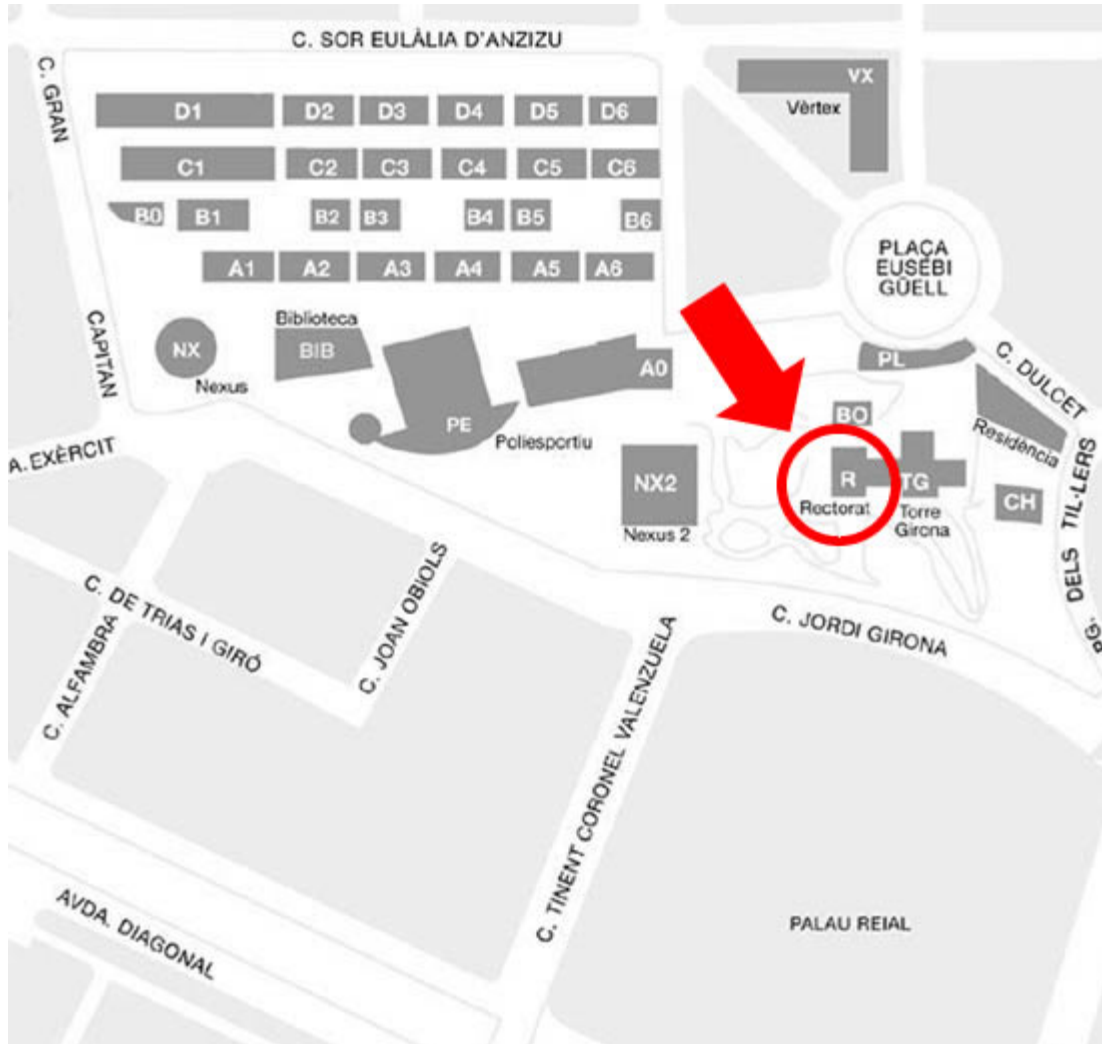 C. SOR EULÀLIA D'ANZIZU
C. GRAN
CAPITAN
VX
Vèrtex
D1 D2 D3 D4 D5 D6
C1 C2 C3 C4 C5 C6
B0 B1 B2 B3 B4 B5 B6
A1 A2 A3 A4 A5 A6
PLAÇA
EUSEBI
GÜELL
Biblioteca
BIB
NX
Nexus
A0
PE
Poliesportiu
PL
C. DULCET
BO
Residència
R
Rectorat
TG
Torre
Girona
CH
NX2
Nexus 2
BG. DELS TIL·LERS
A. EXÈRCIT
C. JORDI GIRONA
C. DE TRIAS I GIRÓ
C. JOAN OBIOLS
C. ALFAMBRA
C. TINENT CORONEL VALENZUELA
AVDA. DIAGONAL
PALAU REIAL